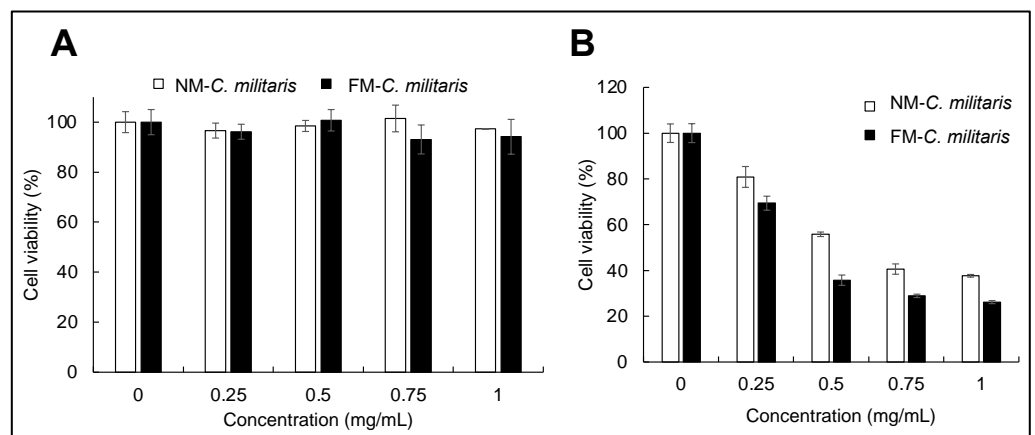 A
NM-C. militaris FM-C. militaris
Cell viability (%)
100
80
60
40
20
0
0 0.25 0.5 0.75 1
Concentration (mg/mL)
B
NM-C. militaris
FM-C. militaris
Cell viability (%)
120
100
80
60
40
20
0
0 0.25 0.5 0.75 1
Concentration (mg/mL)